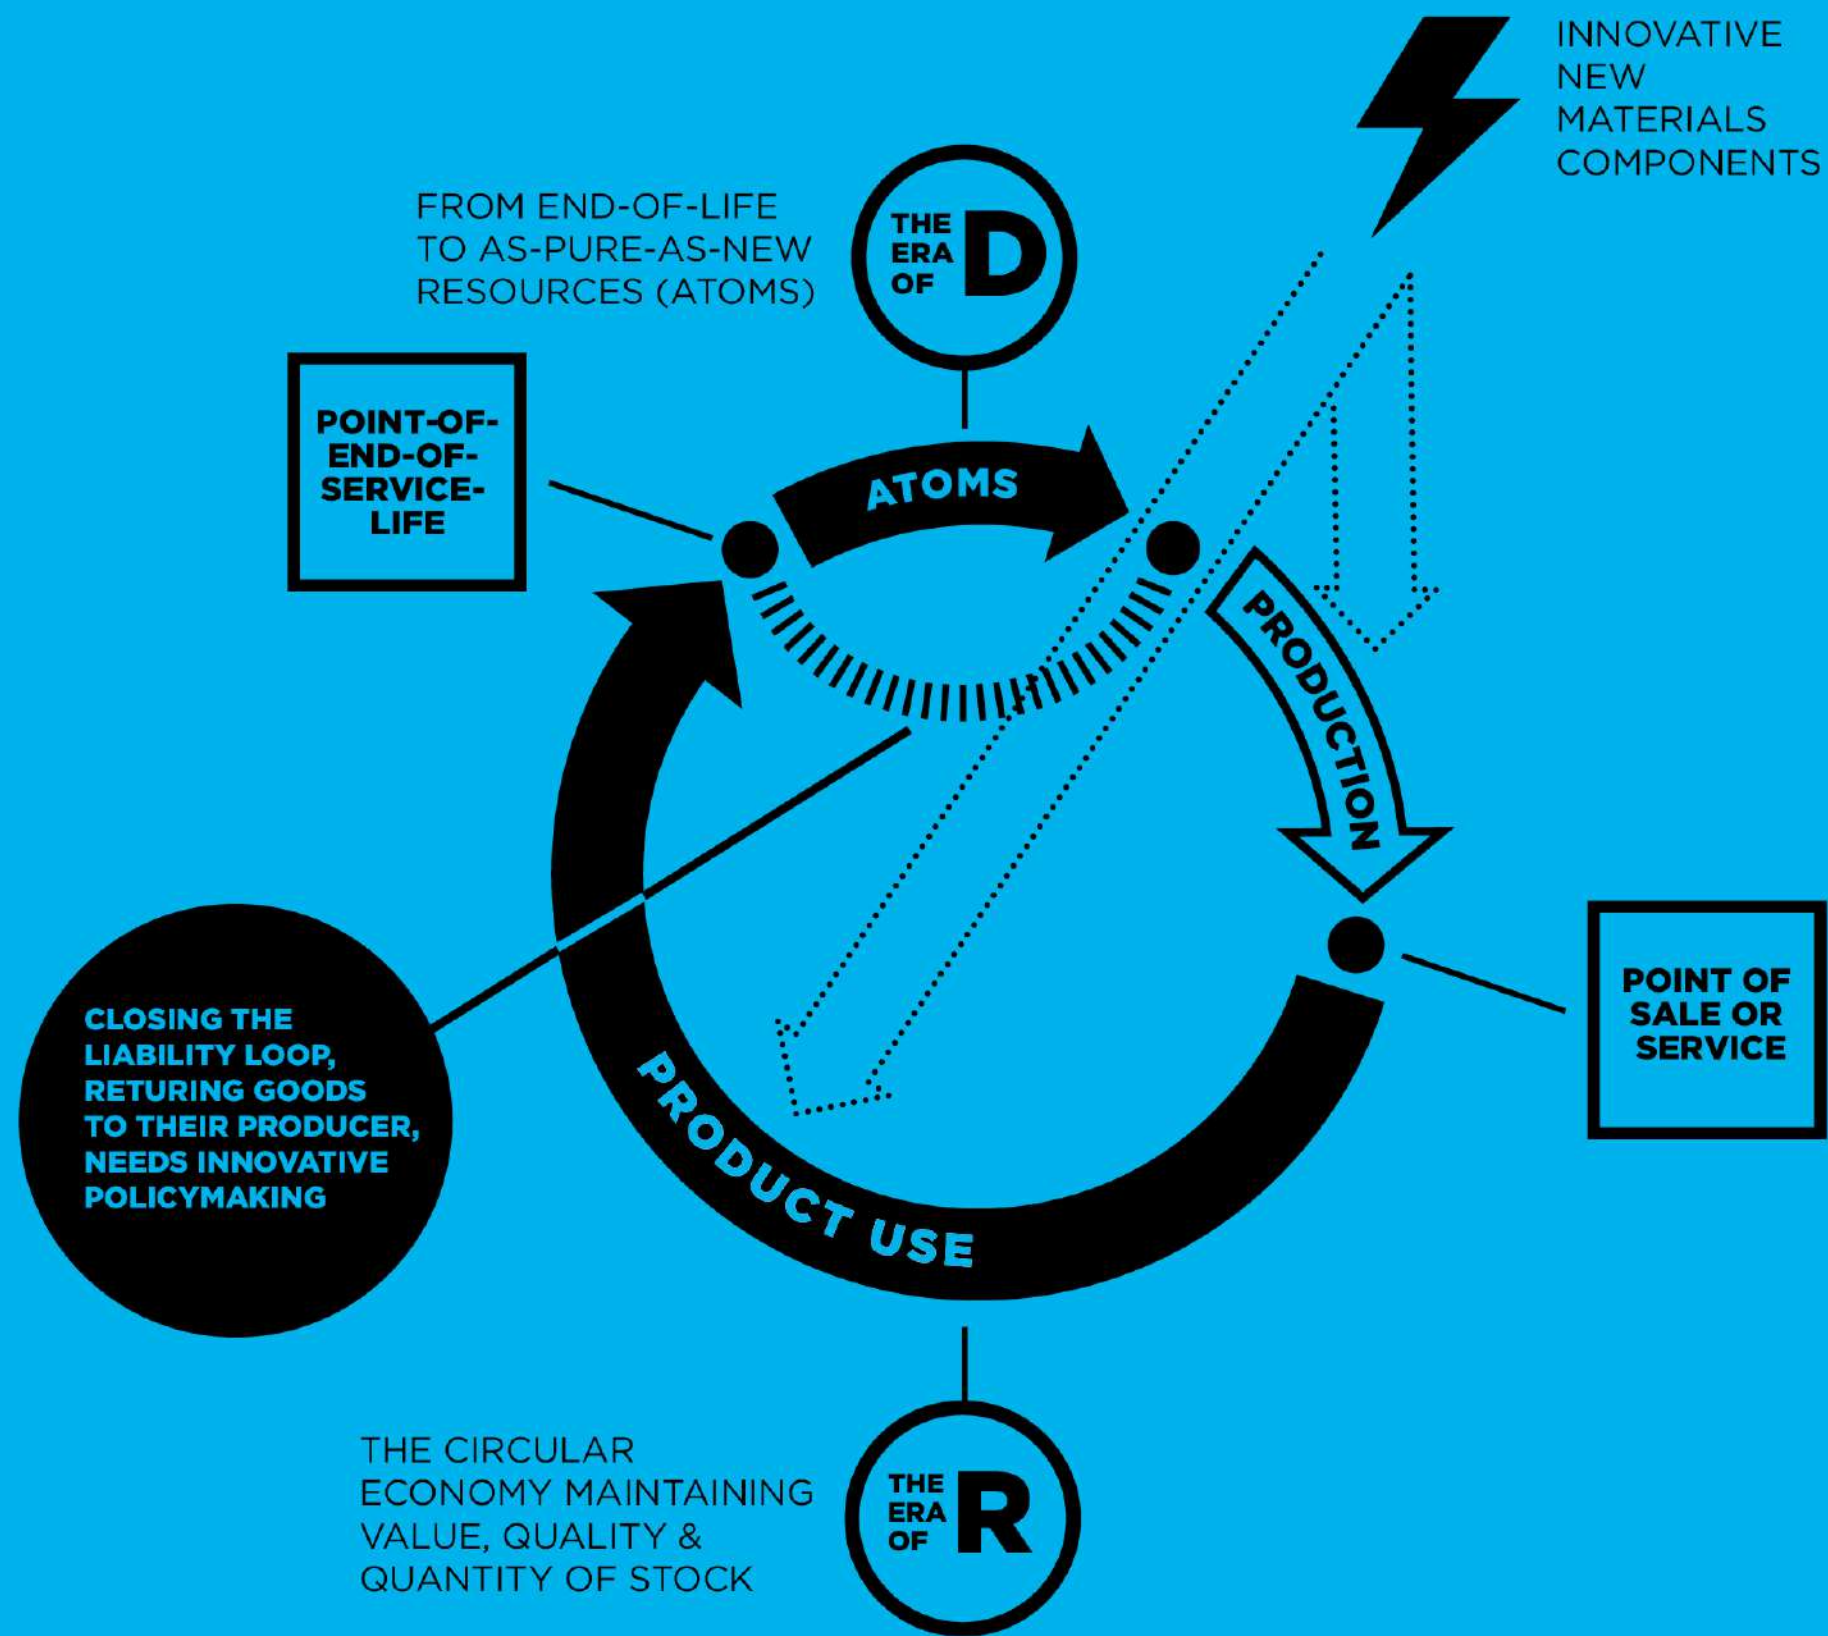 INNOVATIVE
NEW
MATERIALS
COMPONENTS
FROM END-OF-LIFE
TO AS-PURE-AS-NEW
RESOURCES (ATOMS)
THE
ERA
OF
D
POINT-OF-
END-OF-
SERVICE-
LIFE
ATOMS
PRODUCTION
POINT OF
SALE OR
SERVICE
CLOSING THE
LIABILITY LOOP,
RETURING GOODS
TO THEIR PRODUCER,
NEEDS INNOVATIVE
POLICYMAKING
PRODUCT USE
THE CIRCULAR
ECONOMY MAINTAINING
VALUE, QUALITY &
QUANTITY OF STOCK
THE
ERA
OF
R